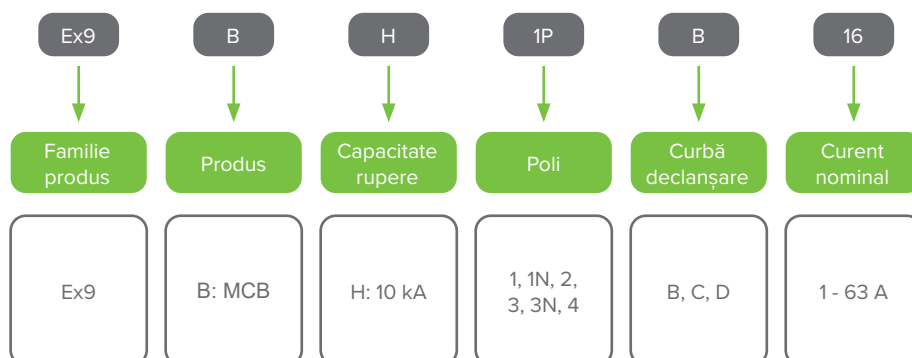 Ex9
B
H
1P
B
16
Familie
produs
Produs
Capacitate
rupere
Poli
Curbă
declanșare
Curent
nominal
Ex9
B: MCB
H: 10 kA
1, 1N, 2,
3, 3N, 4
B, C, D
1 - 63 A